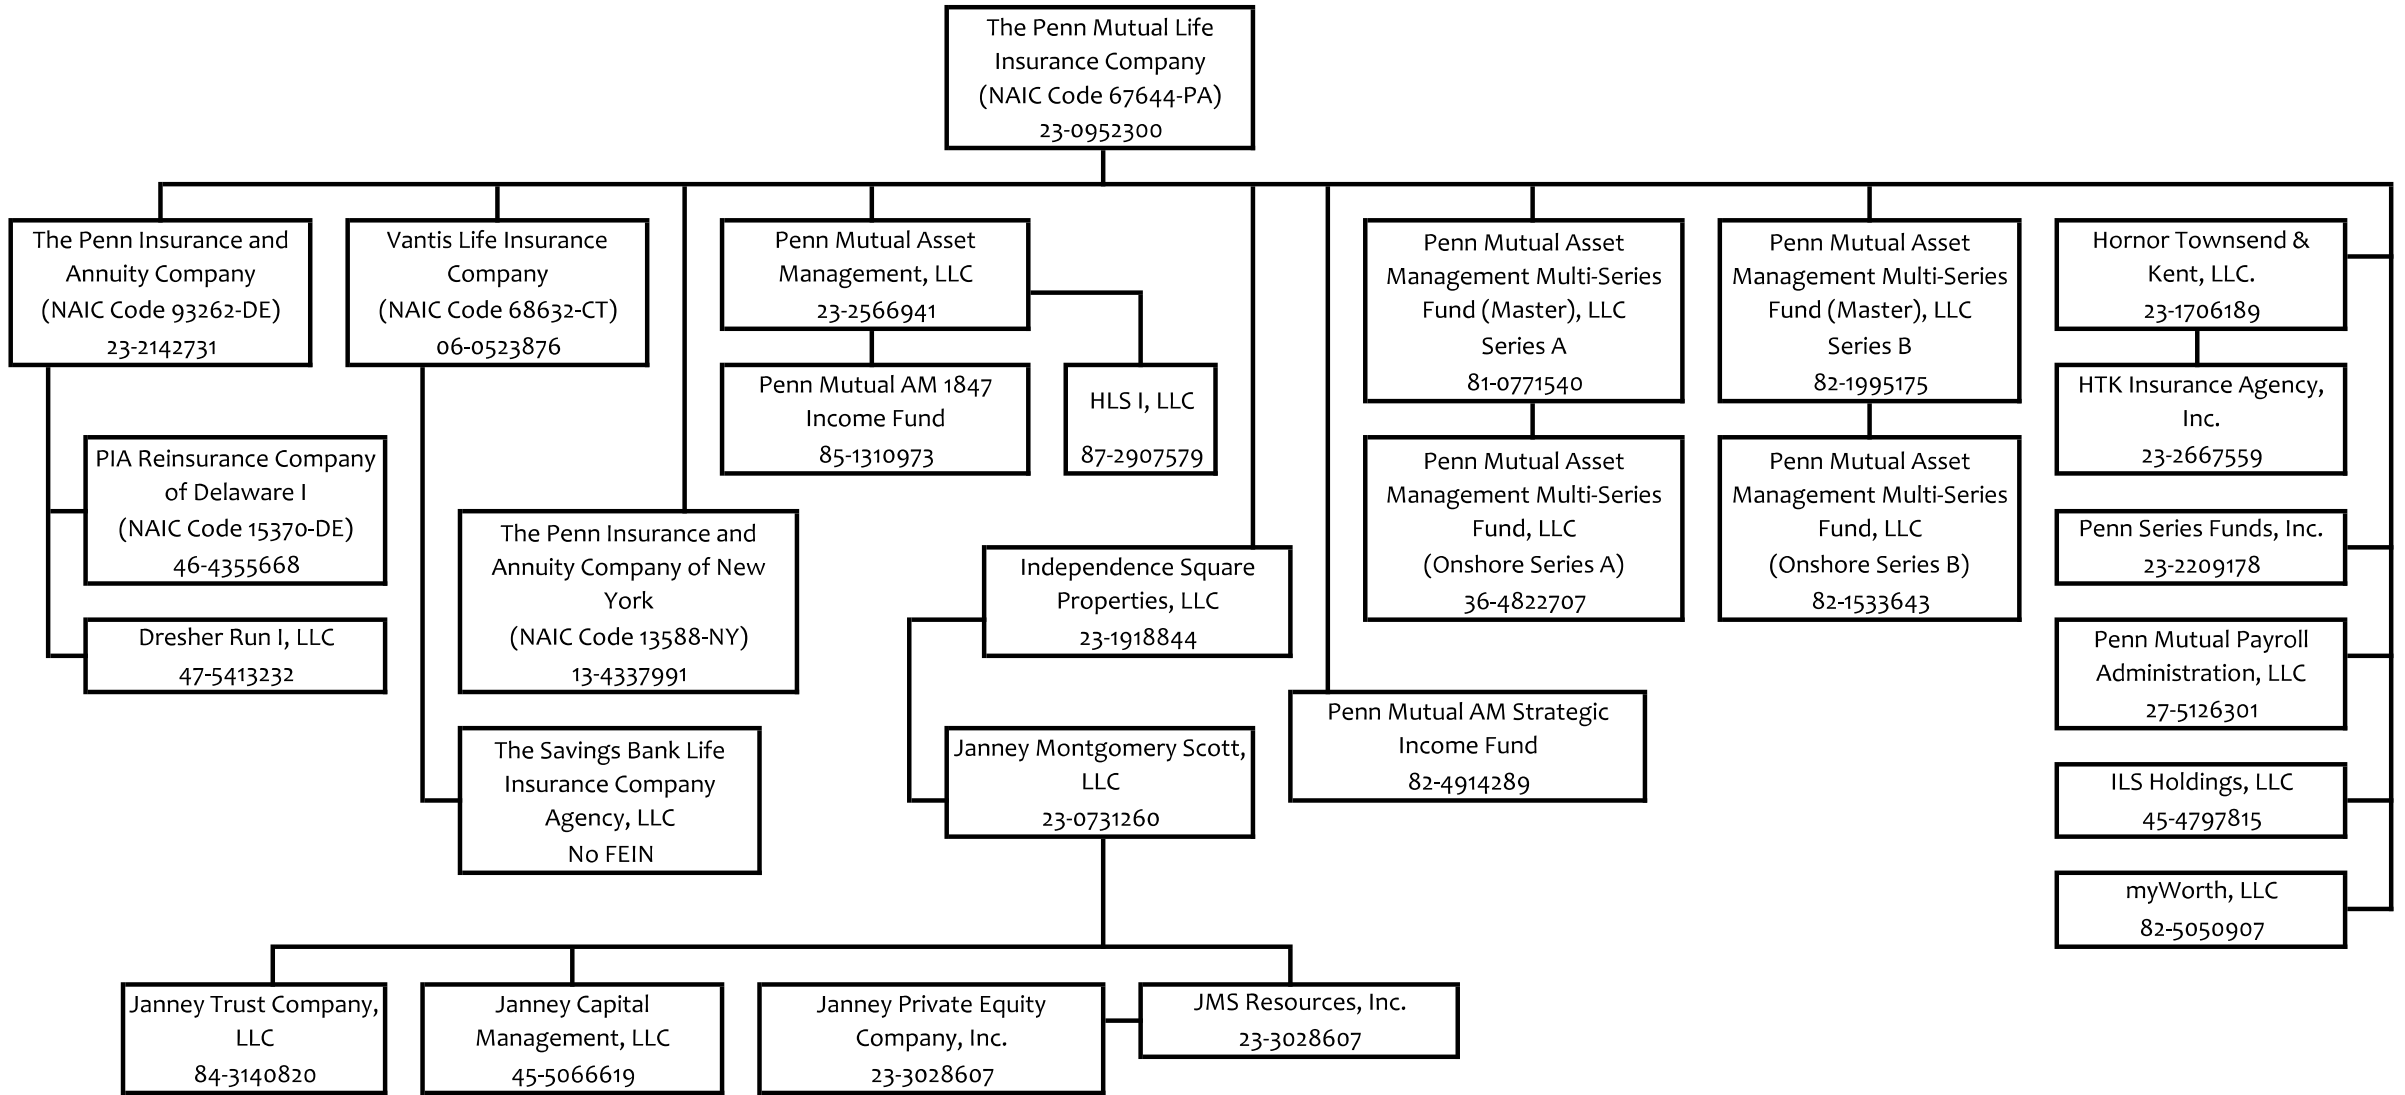 The Penn Mutual Life
Insurance Company
(NAIC Code 67644-PA)
23-0952300
The Penn Insurance and
Annuity Company
(NAIC Code 93262-DE)
23-2142731
Vantis Life Insurance
Company
(NAIC Code 68632-CT)
06-0523876
Penn Mutual Asset
Management, LLC
23-2566941
Penn Mutual Asset
Management Multi-Series
Fund (Master), LLC
Series A
81-0771540
Penn Mutual Asset
Management Multi-Series
Fund (Master), LLC
Series B
82-1995175
Hornor Townsend &
Kent, LLC.
23-1706189
Penn Mutual AM 1847
Income Fund
85-1310973
HLS I, LLC
87-2907579
HTK Insurance Agency,
Inc.
23-2667559
PIA Reinsurance Company
of Delaware I
(NAIC Code 15370-DE)
46-4355668
Penn Mutual Asset
Management Multi-Series
Fund, LLC
(Onshore Series A)
36-4822707
Penn Mutual Asset
Management Multi-Series
Fund, LLC
(Onshore Series B)
82-1533643
The Penn Insurance and
Annuity Company of New
York
(NAIC Code 13588-NY)
13-4337991
Penn Series Funds, Inc.
23-2209178
Independence Square
Properties, LLC
23-1918844
Dresher Run I, LLC
47-5413232
Penn Mutual Payroll
Administration, LLC
27-5126301
Penn Mutual AM Strategic
Income Fund
82-4914289
The Savings Bank Life
Insurance Company
Agency, LLC
No FEIN
Janney Montgomery Scott,
LLC
23-0731260
ILS Holdings, LLC
45-4797815
myWorth, LLC
82-5050907
Janney Trust Company,
LLC
84-3140820
Janney Capital
Management, LLC
45-5066619
Janney Private Equity
Company, Inc.
23-3028607
JMS Resources, Inc.
23-3028607